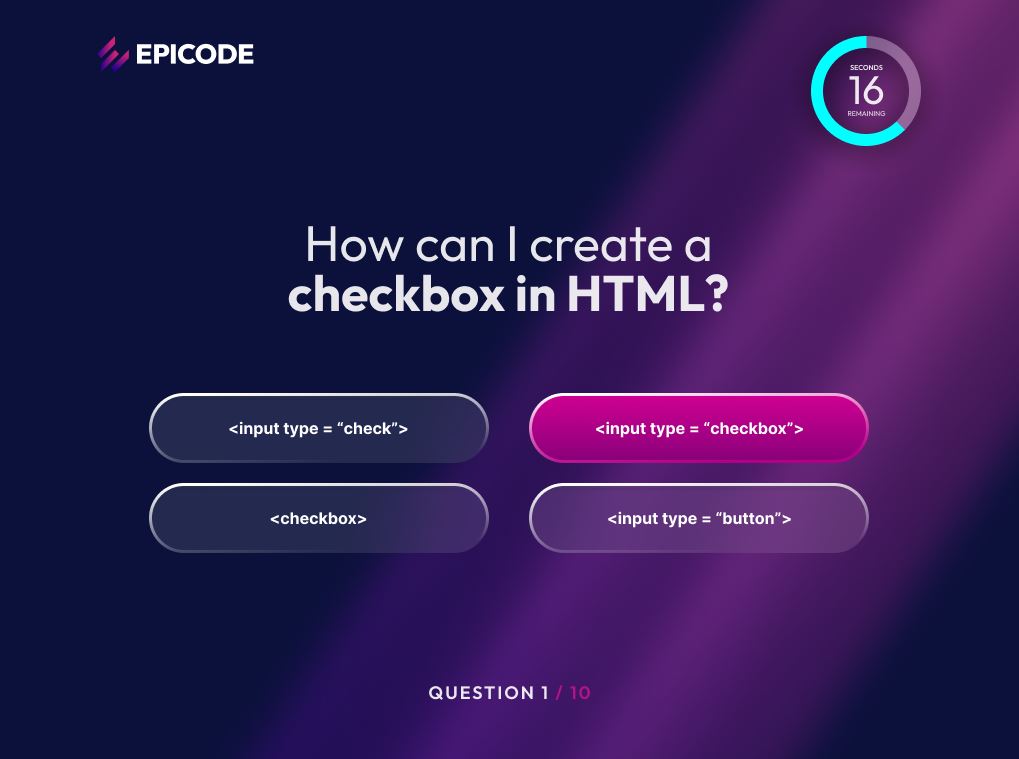 EPICODE
SECONDS
16
REMAINING
How can I create a
checkbox in HTML?
<input type = “check”>
<input type = “checkbox”>
<checkbox>
<input type = “button”>
QUESTION 1 / 10